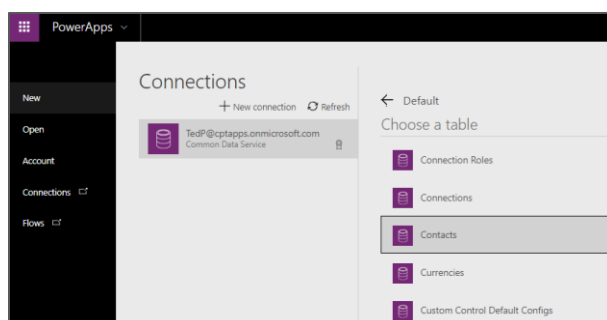 PowerApps
New
Open
Account
Connections
Flows
Connections
New connection Refresh
TedP@cptapps.onmicrosoft.com
Common Data Service
Default
Choose a table
Connection Roles
Connections
Contacts
Currencies
Custom Control Default Configs